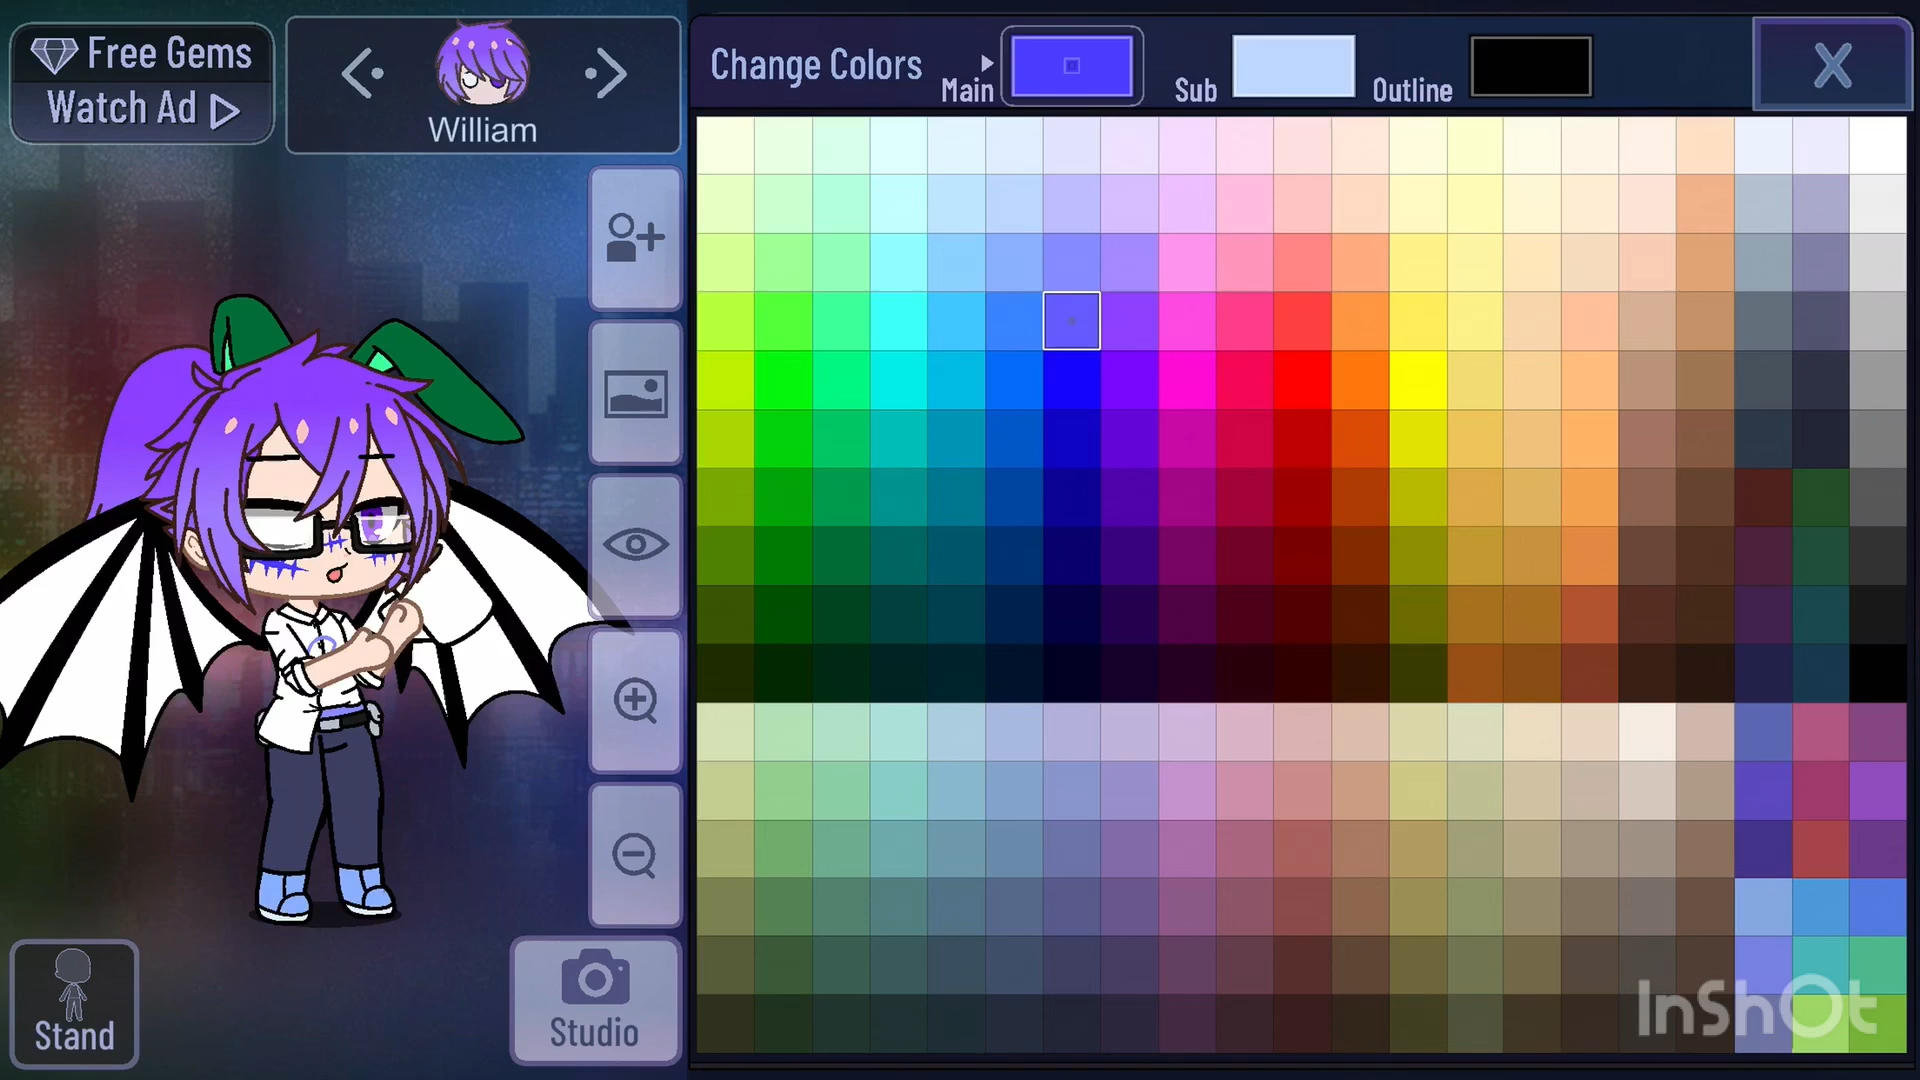 Free Gems
Watch Ad
William
Change Colors
Main
Sub
Outline
X
Stand
Studio
InShOt